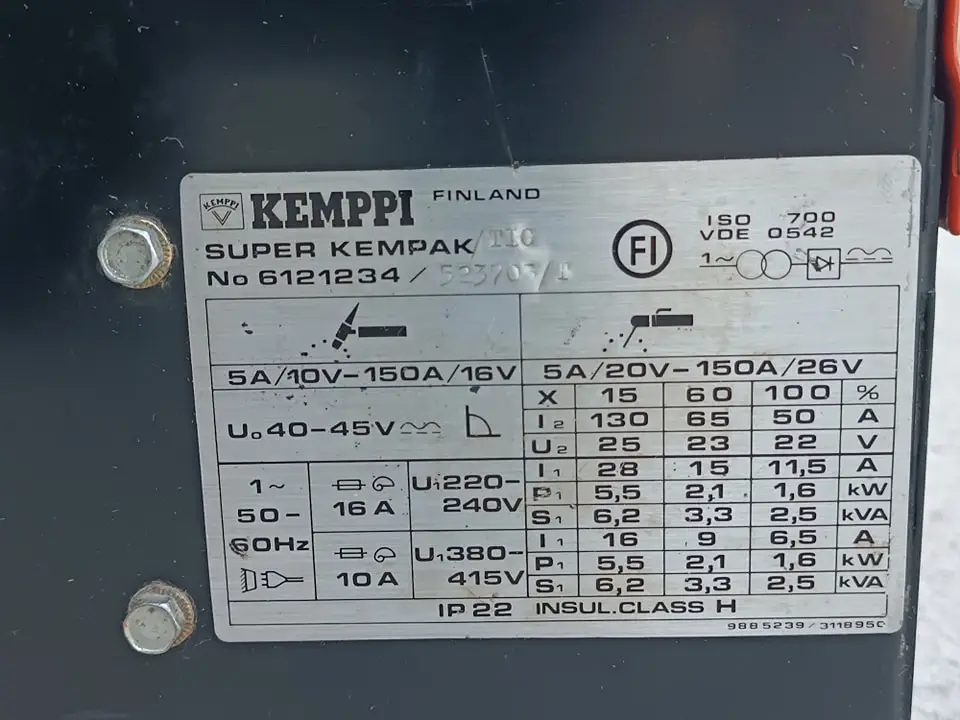 KEMPPI KEMPPI FINLAND
SUPER KEMPAK /TIG
No 6121234 /
FI
ISO 700
VDE 0542
1~
5A/10V-150A/16V
5A/20V-150A/26V
Uo 40-45V
X 15 60 100 %
I2 130 65 50 A
U2 25 23 22 V
1~
50-
60Hz
16 A
U1 220-
240V
I1 28 15 11,5 A
P1 5,5 2,1 1,6 kW
S1 6,2 3,3 2,5 kVA
10 A
U1 380-
415V
I1 16 9 6,5 A
P1 5,5 2,1 1,6 kW
S1 6,2 3,3 2,5 kVA
IP 22 INSUL.CLASS H
9885239 / 3118950